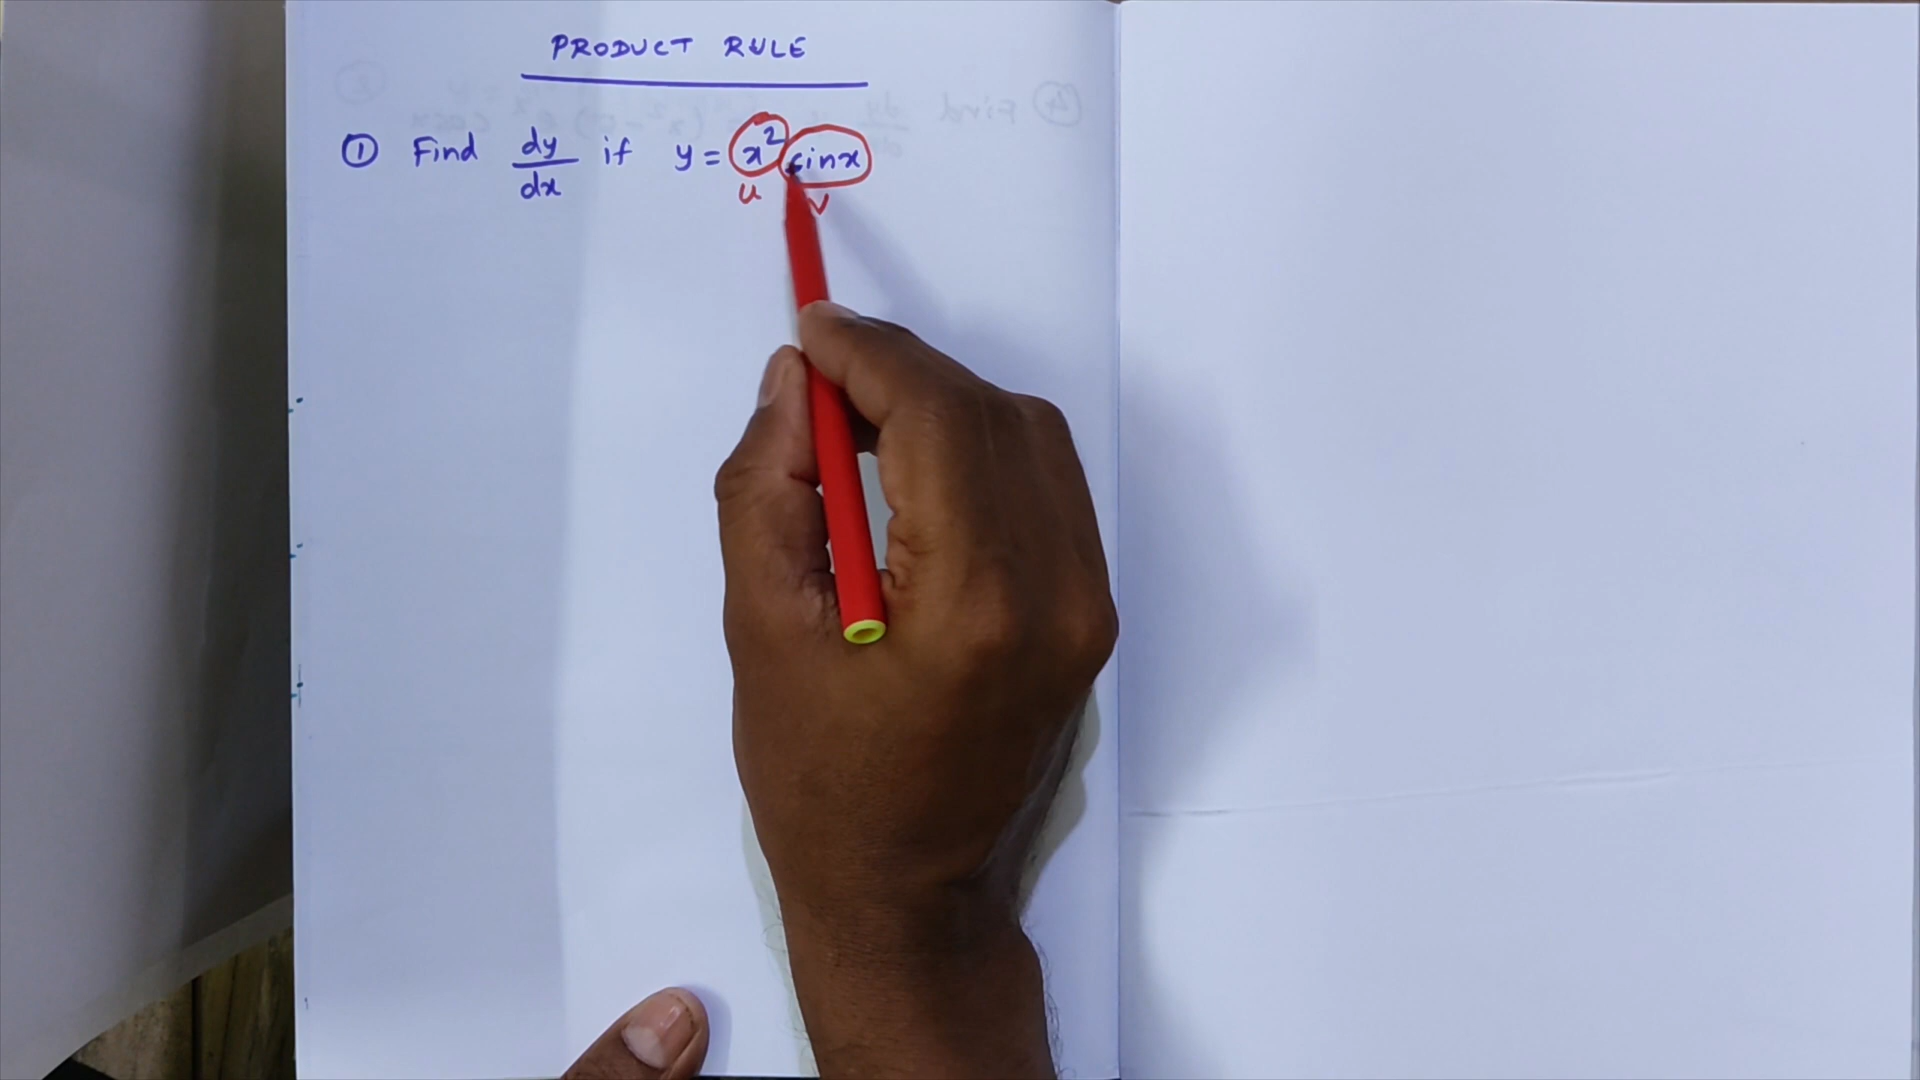 PRODUCT RULE
① Find dy/dx if y = x² sinx
u v